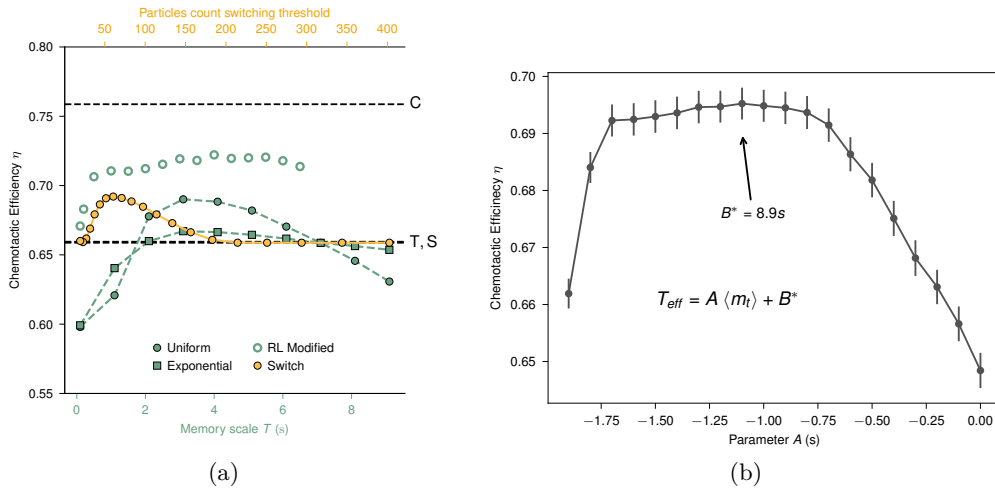 Particles count switching threshold
50 100 150 200 250 300 350 400
0.80
0.75
0.70
0.65
0.60
0.55
Chemotactic Efficiency η
C
T, S
Uniform
Exponential
RL Modified
Switch
0 2 4 6 8
Memory scale T (s)
(a)
0.70
0.69
0.68
0.67
0.66
0.65
Chemotactic Efficinecy η
B* = 8.9s
T_eff = A ⟨m_t⟩ + B*
−1.75 −1.50 −1.25 −1.00 −0.75 −0.50 −0.25 0.00
Parameter A (s)
(b)